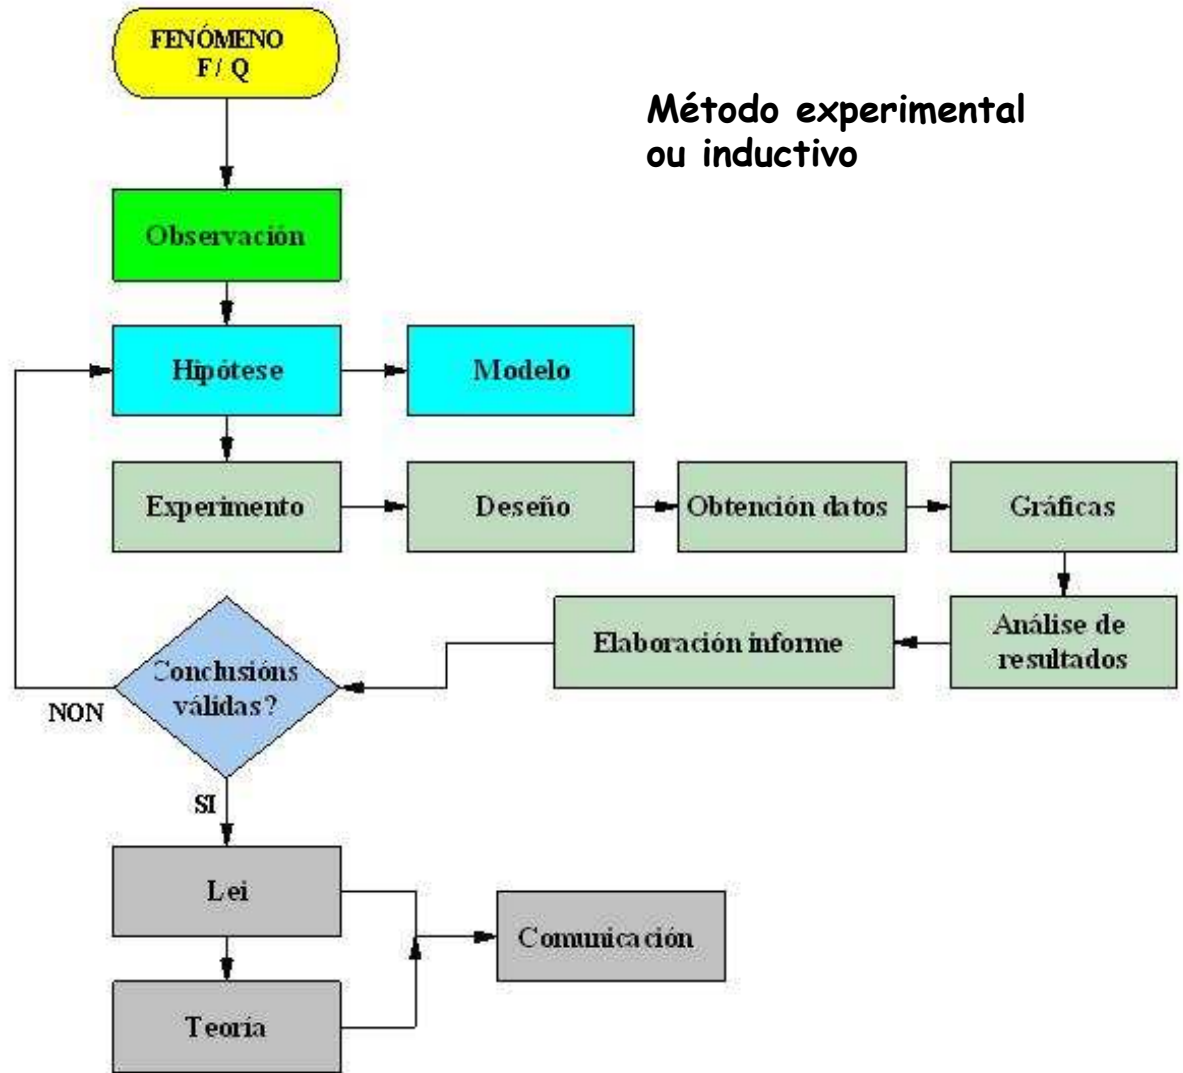 FENÓMENO
F/ Q
Método experimental
ou inductivo
Observación
Hipótese
Modelo
Experimento
Deseño
Obtención datos
Gráficas
Análise de
resultados
Elaboración informe
Conclusións
válidas?
NON
SI
Lei
Comunicación
Teoría